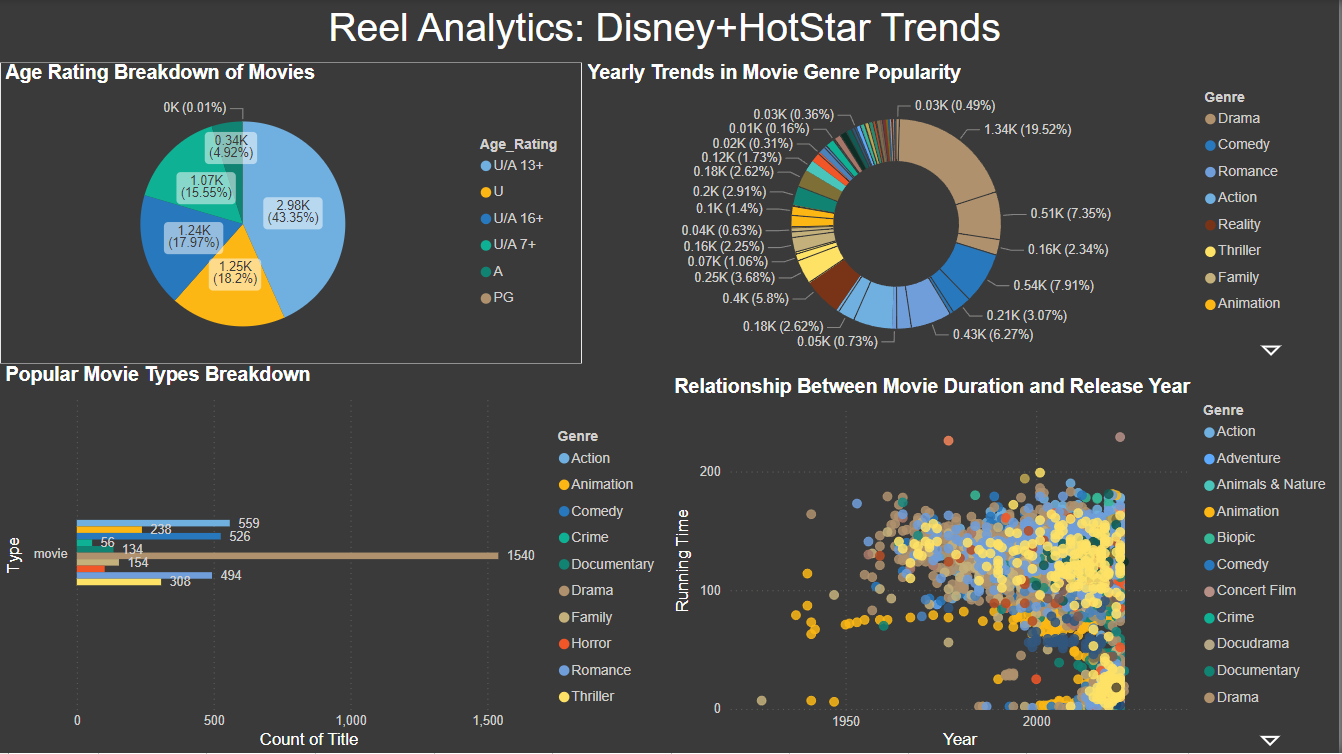 Reel Analytics: Disney+HotStar Trends
Age Rating Breakdown of Movies
0K (0.01%)
0.34K
(4.92%)
1.07K
(15.55%)
2.98K
(43.35%)
1.24K
(17.97%)
1.25K
(18.2%)
Age_Rating
U/A 13+
U
U/A 16+
U/A 7+
A
PG
Yearly Trends in Movie Genre Popularity
0.03K (0.49%)
0.03K (0.36%)
1.34K (19.52%)
0.01K (0.16%)
0.02K (0.31%)
0.12K (1.73%)
0.18K (2.62%)
0.2K (2.91%)
0.1K (1.4%)
0.51K (7.35%)
0.04K (0.63%)
0.16K (2.25%)
0.16K (2.34%)
0.07K (1.06%)
0.25K (3.68%)
0.54K (7.91%)
0.4K (5.8%)
0.21K (3.07%)
0.18K (2.62%)
0.43K (6.27%)
0.05K (0.73%)
Genre
Drama
Comedy
Romance
Action
Reality
Thriller
Family
Animation
Popular Movie Types Breakdown
Type
movie
559
238
526
56
134
1540
154
494
308
0
500
1,000
1,500
Count of Title
Genre
Action
Animation
Comedy
Crime
Documentary
Drama
Family
Horror
Romance
Thriller
Relationship Between Movie Duration and Release Year
Running Time
200
100
0
1950
2000
Year
Genre
Action
Adventure
Animals & Nature
Animation
Biopic
Comedy
Concert Film
Crime
Docudrama
Documentary
Drama